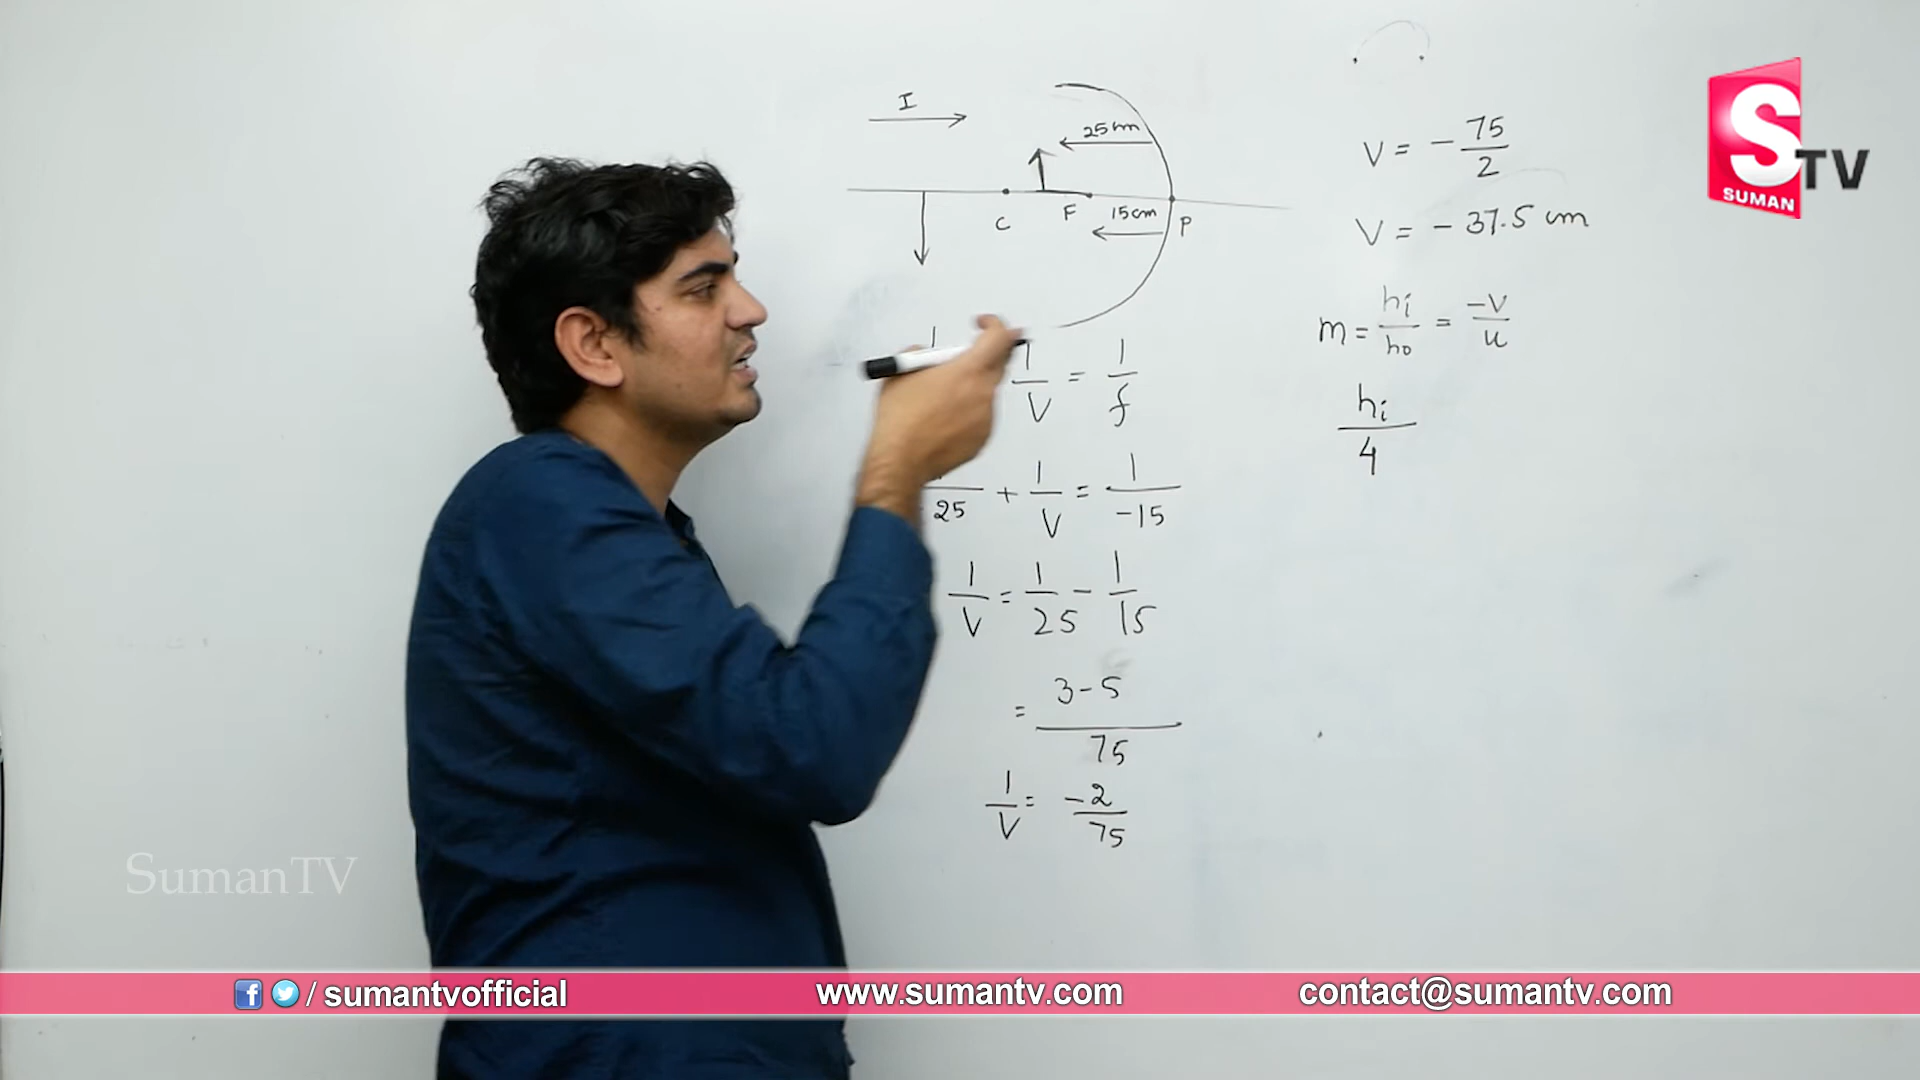 I
25cm
C F 15cm P
1/V = 1/f
25 + 1/V = 1/-15
1/V = 1/25 - 1/15
= 3-5/75
1/V = -2/75
V = - 75/2
V = - 37.5 cm
m = hi/ho = -V/u
hi/4
S TV
SUMAN
SumanTV
f / sumantvofficial
www.sumantv.com
contact@sumantv.com